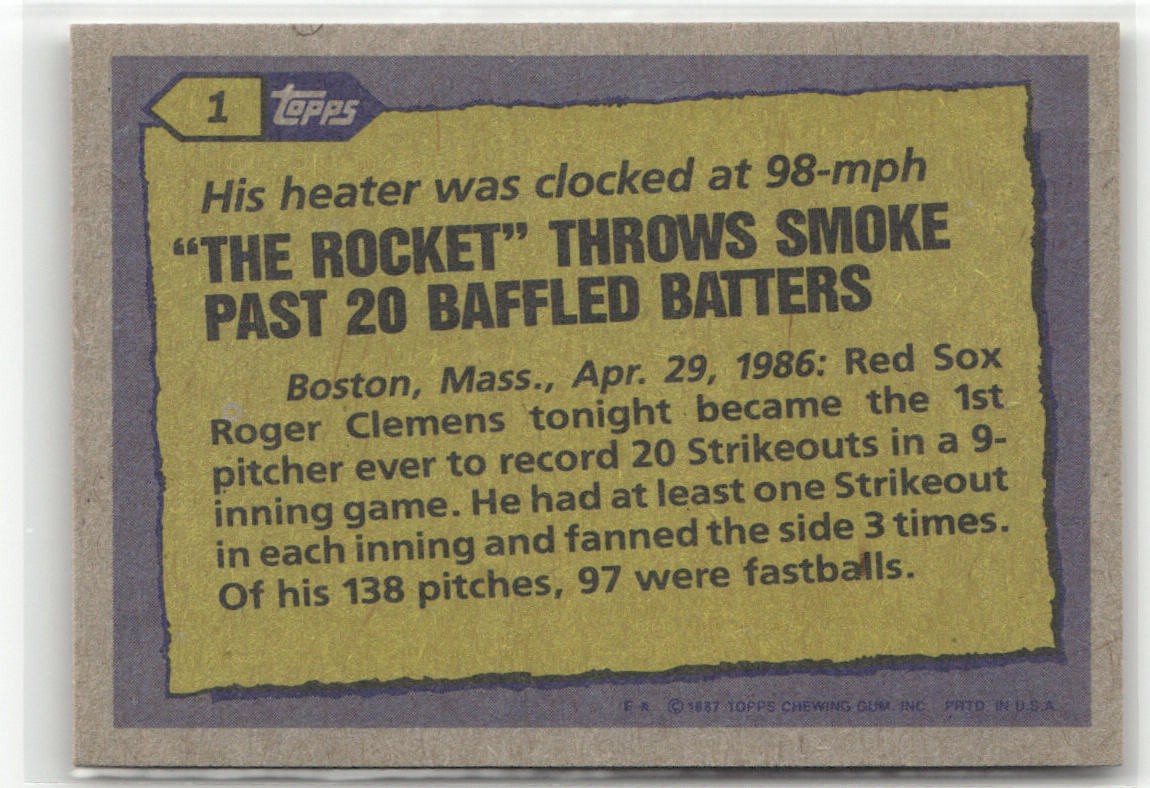 1 topps
His heater was clocked at 98-mph
“THE ROCKET” THROWS SMOKE
PAST 20 BAFFLED BATTERS
Boston, Mass., Apr. 29, 1986: Red Sox
Roger Clemens tonight became the 1st
pitcher ever to record 20 Strikeouts in a 9-
inning game. He had at least one Strikeout
in each inning and fanned the side 3 times.
Of his 138 pitches, 97 were fastballs.
© 1987 TOPPS CHEWING GUM, INC. PRTD. IN U.S.A.